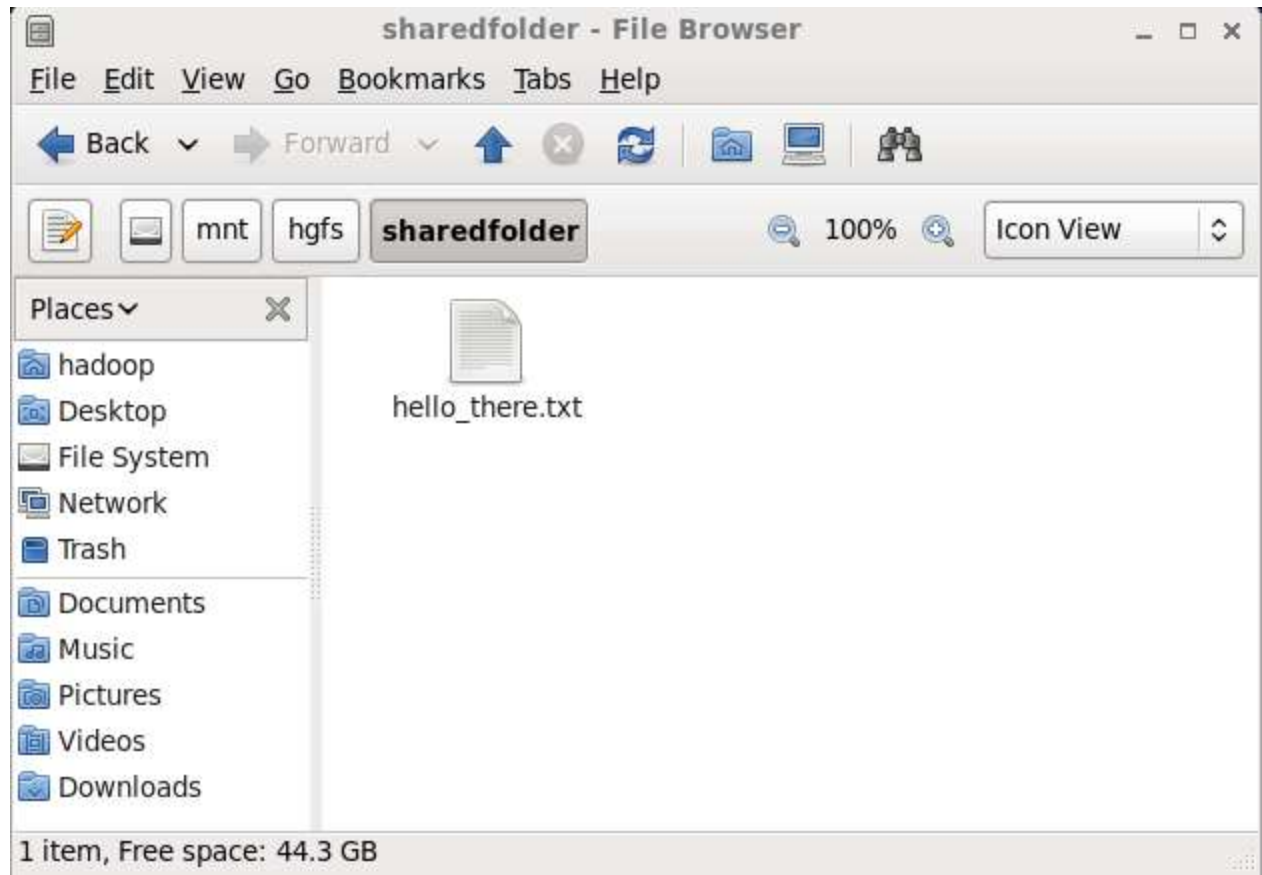 sharedfolder - File Browser
File Edit View Go Bookmarks Tabs Help
Back Forward
mnt hgfs sharedfolder 100% Icon View
Places
hadoop
Desktop
File System
Network
Trash
Documents
Music
Pictures
Videos
Downloads
hello_there.txt
1 item, Free space: 44.3 GB